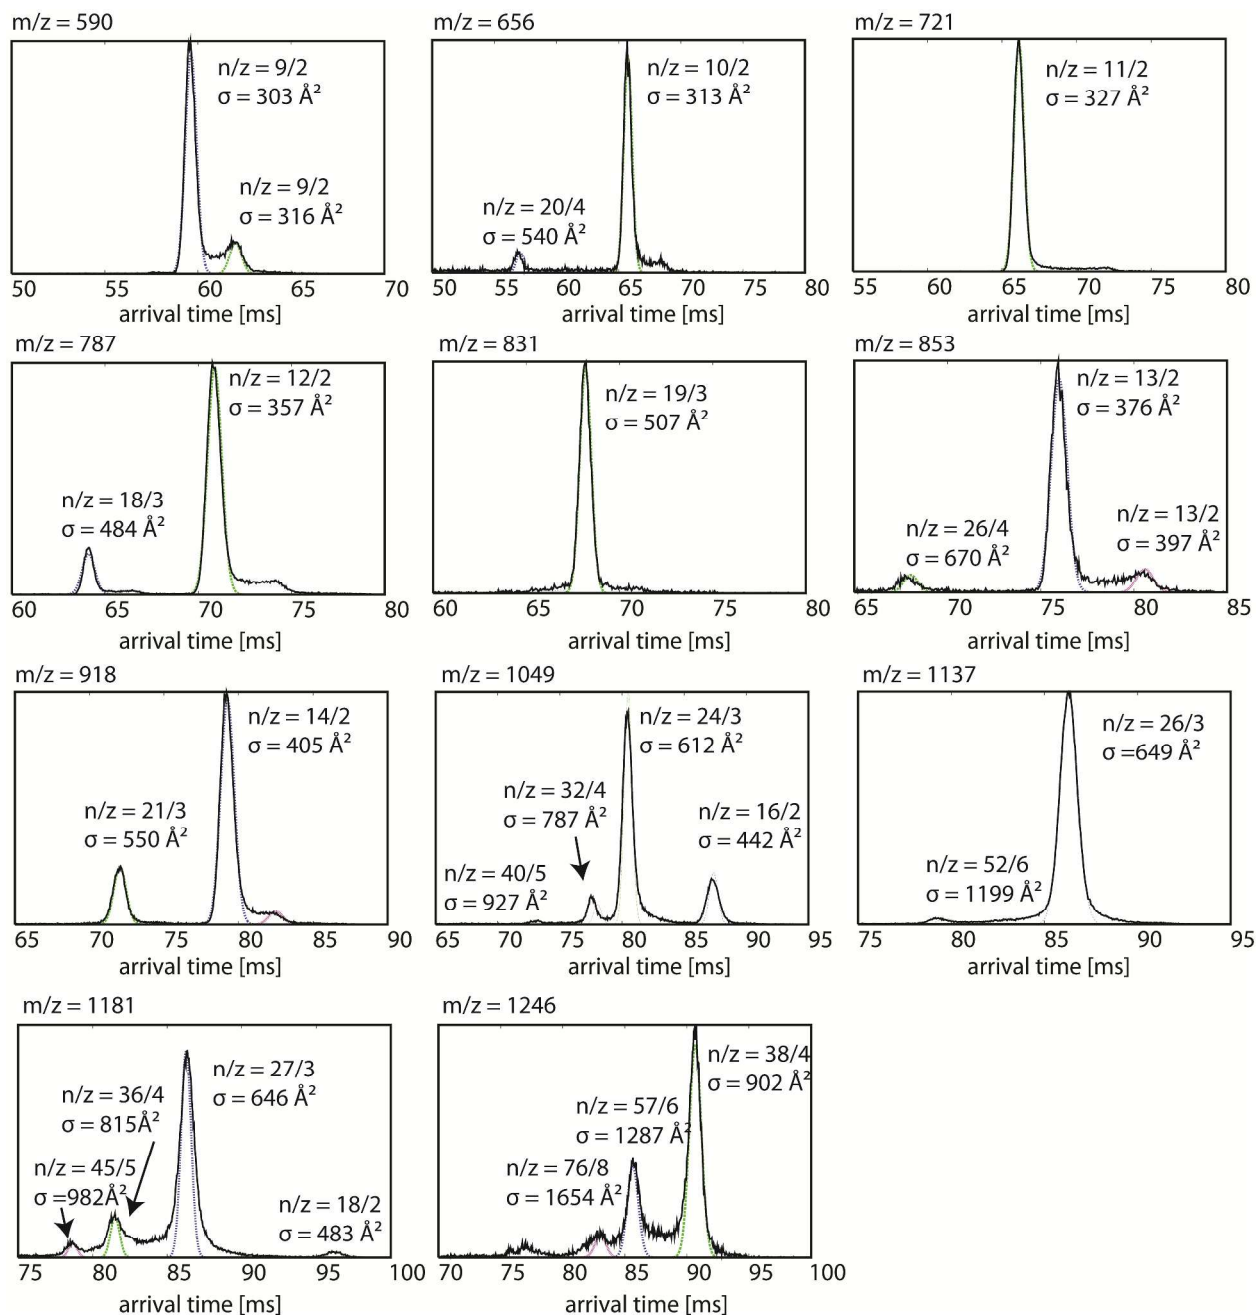 m/z = 590
n/z = 9/2
σ = 303 Å²
n/z = 9/2
σ = 316 Å²
50 55 60 65 70
arrival time [ms]
m/z = 656
n/z = 10/2
σ = 313 Å²
n/z = 20/4
σ = 540 Å²
55 60 65 70 75 80
arrival time [ms]
m/z = 721
n/z = 11/2
σ = 327 Å²
55 60 65 70 75 80
arrival time [ms]
m/z = 787
n/z = 12/2
σ = 357 Å²
n/z = 18/3
σ = 484 Å²
60 65 70 75 80
arrival time [ms]
m/z = 831
n/z = 19/3
σ = 507 Å²
60 65 70 75 80
arrival time [ms]
m/z = 853
n/z = 13/2
σ = 376 Å²
n/z = 13/2
σ = 397 Å²
n/z = 26/4
σ = 670 Å²
65 70 75 80 85
arrival time [ms]
m/z = 918
n/z = 14/2
σ = 405 Å²
n/z = 21/3
σ = 550 Å²
65 70 75 80 85 90
arrival time [ms]
m/z = 1049
n/z = 24/3
σ = 612 Å²
n/z = 32/4
σ = 787 Å²
n/z = 16/2
σ = 442 Å²
n/z = 40/5
σ = 927 Å²
65 70 75 80 85 90 95
arrival time [ms]
m/z = 1137
n/z = 26/3
σ =649 Å²
n/z = 52/6
σ = 1199 Å²
75 80 85 90 95
arrival time [ms]
m/z = 1181
n/z = 27/3
σ = 646 Å²
n/z = 36/4
σ = 815Å²
n/z = 45/5
σ =982Å²
n/z = 18/2
σ = 483 Å²
75 80 85 90 95 100
arrival time [ms]
m/z = 1246
n/z = 38/4
σ = 902 Å²
n/z = 57/6
σ = 1287 Å²
n/z = 76/8
σ = 1654 Å²
70 75 80 85 90 95 100
arrival time [ms]